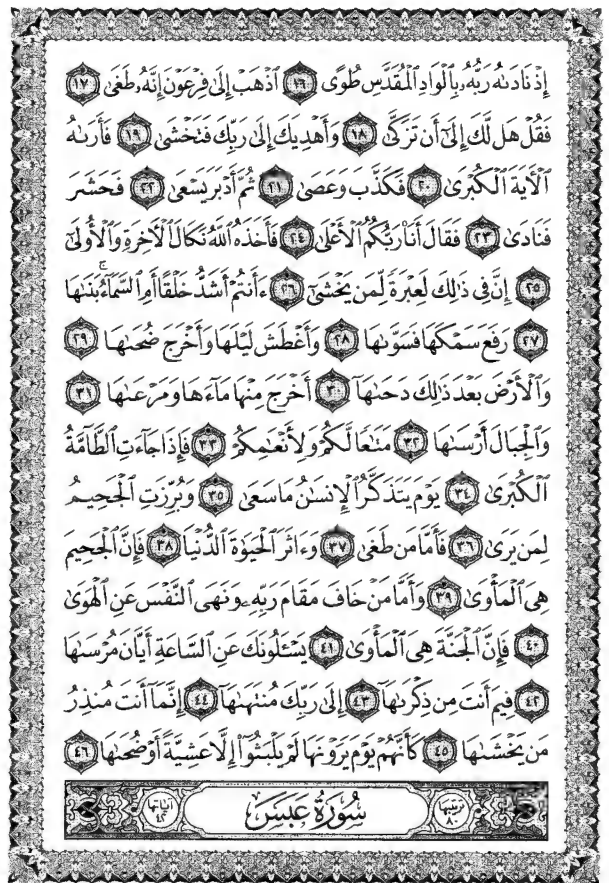 إِذْ نَادَىٰهُ رَبُّهُۥ بِٱلْوَادِ ٱلْمُقَدَّسِ طُوًى ١٦ ٱذْهَبْ إِلَىٰ فِرْعَوْنَ إِنَّهُۥ طَغَىٰ ١٧
فَقُلْ هَل لَّكَ إِلَىٰٓ أَن تَزَكَّىٰ ١٨ وَأَهْدِيَكَ إِلَىٰ رَبِّكَ فَتَخْشَىٰ ١٩ فَأَرَىٰهُ
ٱلْءَايَةَ ٱلْكُبْرَىٰ ٢٠ فَكَذَّبَ وَعَصَىٰ ٢١ ثُمَّ أَدْبَرَ يَسْعَىٰ ٢٢ فَحَشَرَ
فَنَادَىٰ ٢٣ فَقَالَ أَنَا۠ رَبُّكُمُ ٱلْأَعْلَىٰ ٢٤ فَأَخَذَهُ ٱللَّهُ نَكَالَ ٱلْءَاخِرَةِ وَٱلْأُولَىٰٓ
٢٥ إِنَّ فِى ذَٰلِكَ لَعِبْرَةً لِّمَن يَخْشَىٰٓ ٢٦ ءَأَنتُمْ أَشَدُّ خَلْقًا أَمِ ٱلسَّمَآءُ ۚ بَنَىٰهَا
٢٧ رَفَعَ سَمْكَهَا فَسَوَّىٰهَا ٢٨ وَأَغْطَشَ لَيْلَهَا وَأَخْرَجَ ضُحَىٰهَا ٢٩
وَٱلْأَرْضَ بَعْدَ ذَٰلِكَ دَحَىٰهَآ ٣٠ أَخْرَجَ مِنْهَا مَآءَهَا وَمَرْعَىٰهَا ٣١
وَٱلْجِبَالَ أَرْسَىٰهَا ٣٢ مَتَٰعًا لَّكُمْ وَلِأَنْعَٰمِكُمْ ٣٣ فَإِذَا جَآءَتِ ٱلطَّآمَّةُ
ٱلْكُبْرَىٰ ٣٤ يَوْمَ يَتَذَكَّرُ ٱلْإِنسَٰنُ مَا سَعَىٰ ٣٥ وَبُرِّزَتِ ٱلْجَحِيمُ
لِمَن يَرَىٰ ٣٦ فَأَمَّا مَن طَغَىٰ ٣٧ وَءَاثَرَ ٱلْحَيَوٰةَ ٱلدُّنْيَا ٣٨ فَإِنَّ ٱلْجَحِيمَ
هِىَ ٱلْمَأْوَىٰ ٣٩ وَأَمَّا مَنْ خَافَ مَقَامَ رَبِّهِۦ وَنَهَى ٱلنَّفْسَ عَنِ ٱلْهَوَىٰ
٤٠ فَإِنَّ ٱلْجَنَّةَ هِىَ ٱلْمَأْوَىٰ ٤١ يَسْـَٔلُونَكَ عَنِ ٱلسَّاعَةِ أَيَّانَ مُرْسَىٰهَا
٤٢ فِيمَ أَنتَ مِن ذِكْرَىٰهَآ ٤٣ إِلَىٰ رَبِّكَ مُنتَهَىٰهَآ ٤٤ إِنَّمَآ أَنتَ مُنذِرُ
مَن يَخْشَىٰهَا ٤٥ كَأَنَّهُمْ يَوْمَ يَرَوْنَهَا لَمْ يَلْبَثُوٓا۟ إِلَّا عَشِيَّةً أَوْ ضُحَىٰهَا ٤٦
ترتيبها ٨٠ سُورَةُ عَبَسَ آياتها ٤٢